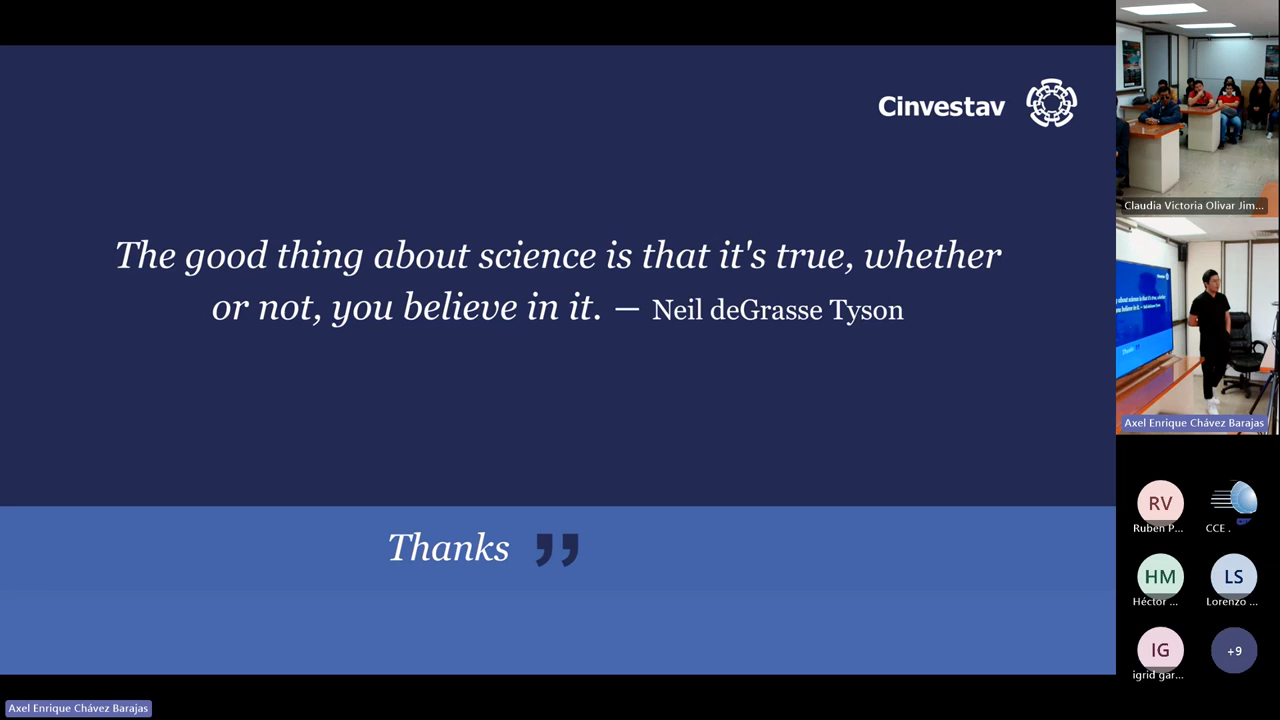 Cinvestav
The good thing about science is that it's true, whether
or not, you believe in it. — Neil deGrasse Tyson
Thanks ”
Claudia Victoria Olivar Jim...
Axel Enrique Chávez Barajas
RV
Ruben P...
CCE .
HM
Héctor ...
LS
Lorenzo ...
IG
igrid gar...
+9
Axel Enrique Chávez Barajas